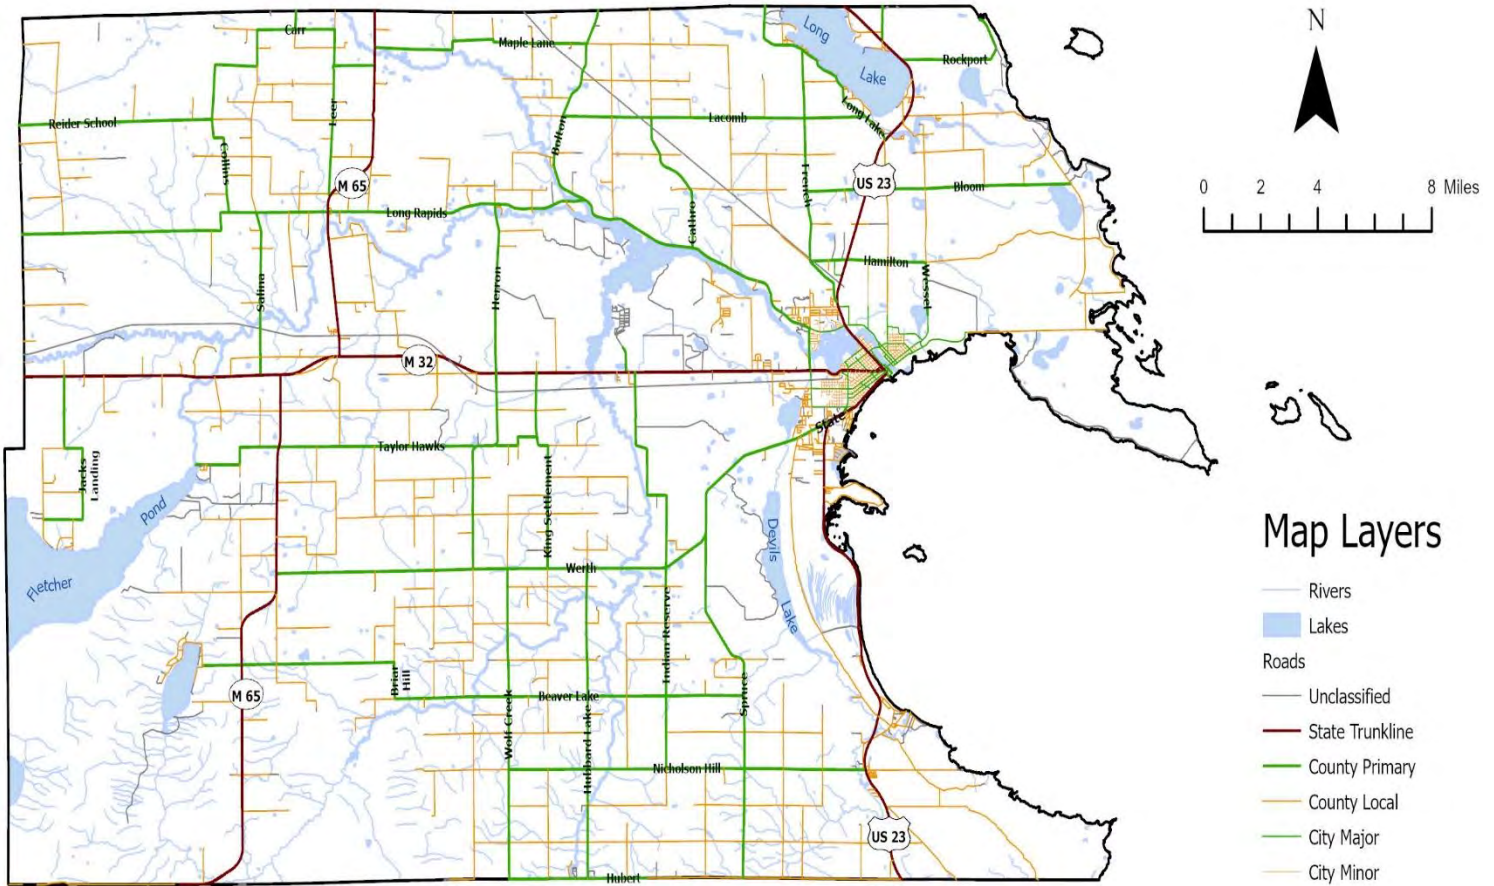 Carr
Maple Lane
Long
Lake
Rockport
N
Reider School
Leer
Bolton
Lacomb
Long Lake
Collins
M 65
French
US 23
Bloom
0 2 4 8 Miles
Long Rapids
Cathro
Salina
Herron
Hamilton
Wessel
M 32
State
Taylor Hawks
Jacks
Landing
Pond
King Settlement
Devils
Lake
Fletcher
Werth
Indian Reserve
M 65
Briar
Hill
Wolf Creek
Beaver Lake
Hubbard Lake
Spruce
Nicholson Hill
US 23
Hubert
Map Layers
Rivers
Lakes
Roads
Unclassified
State Trunkline
County Primary
County Local
City Major
City Minor